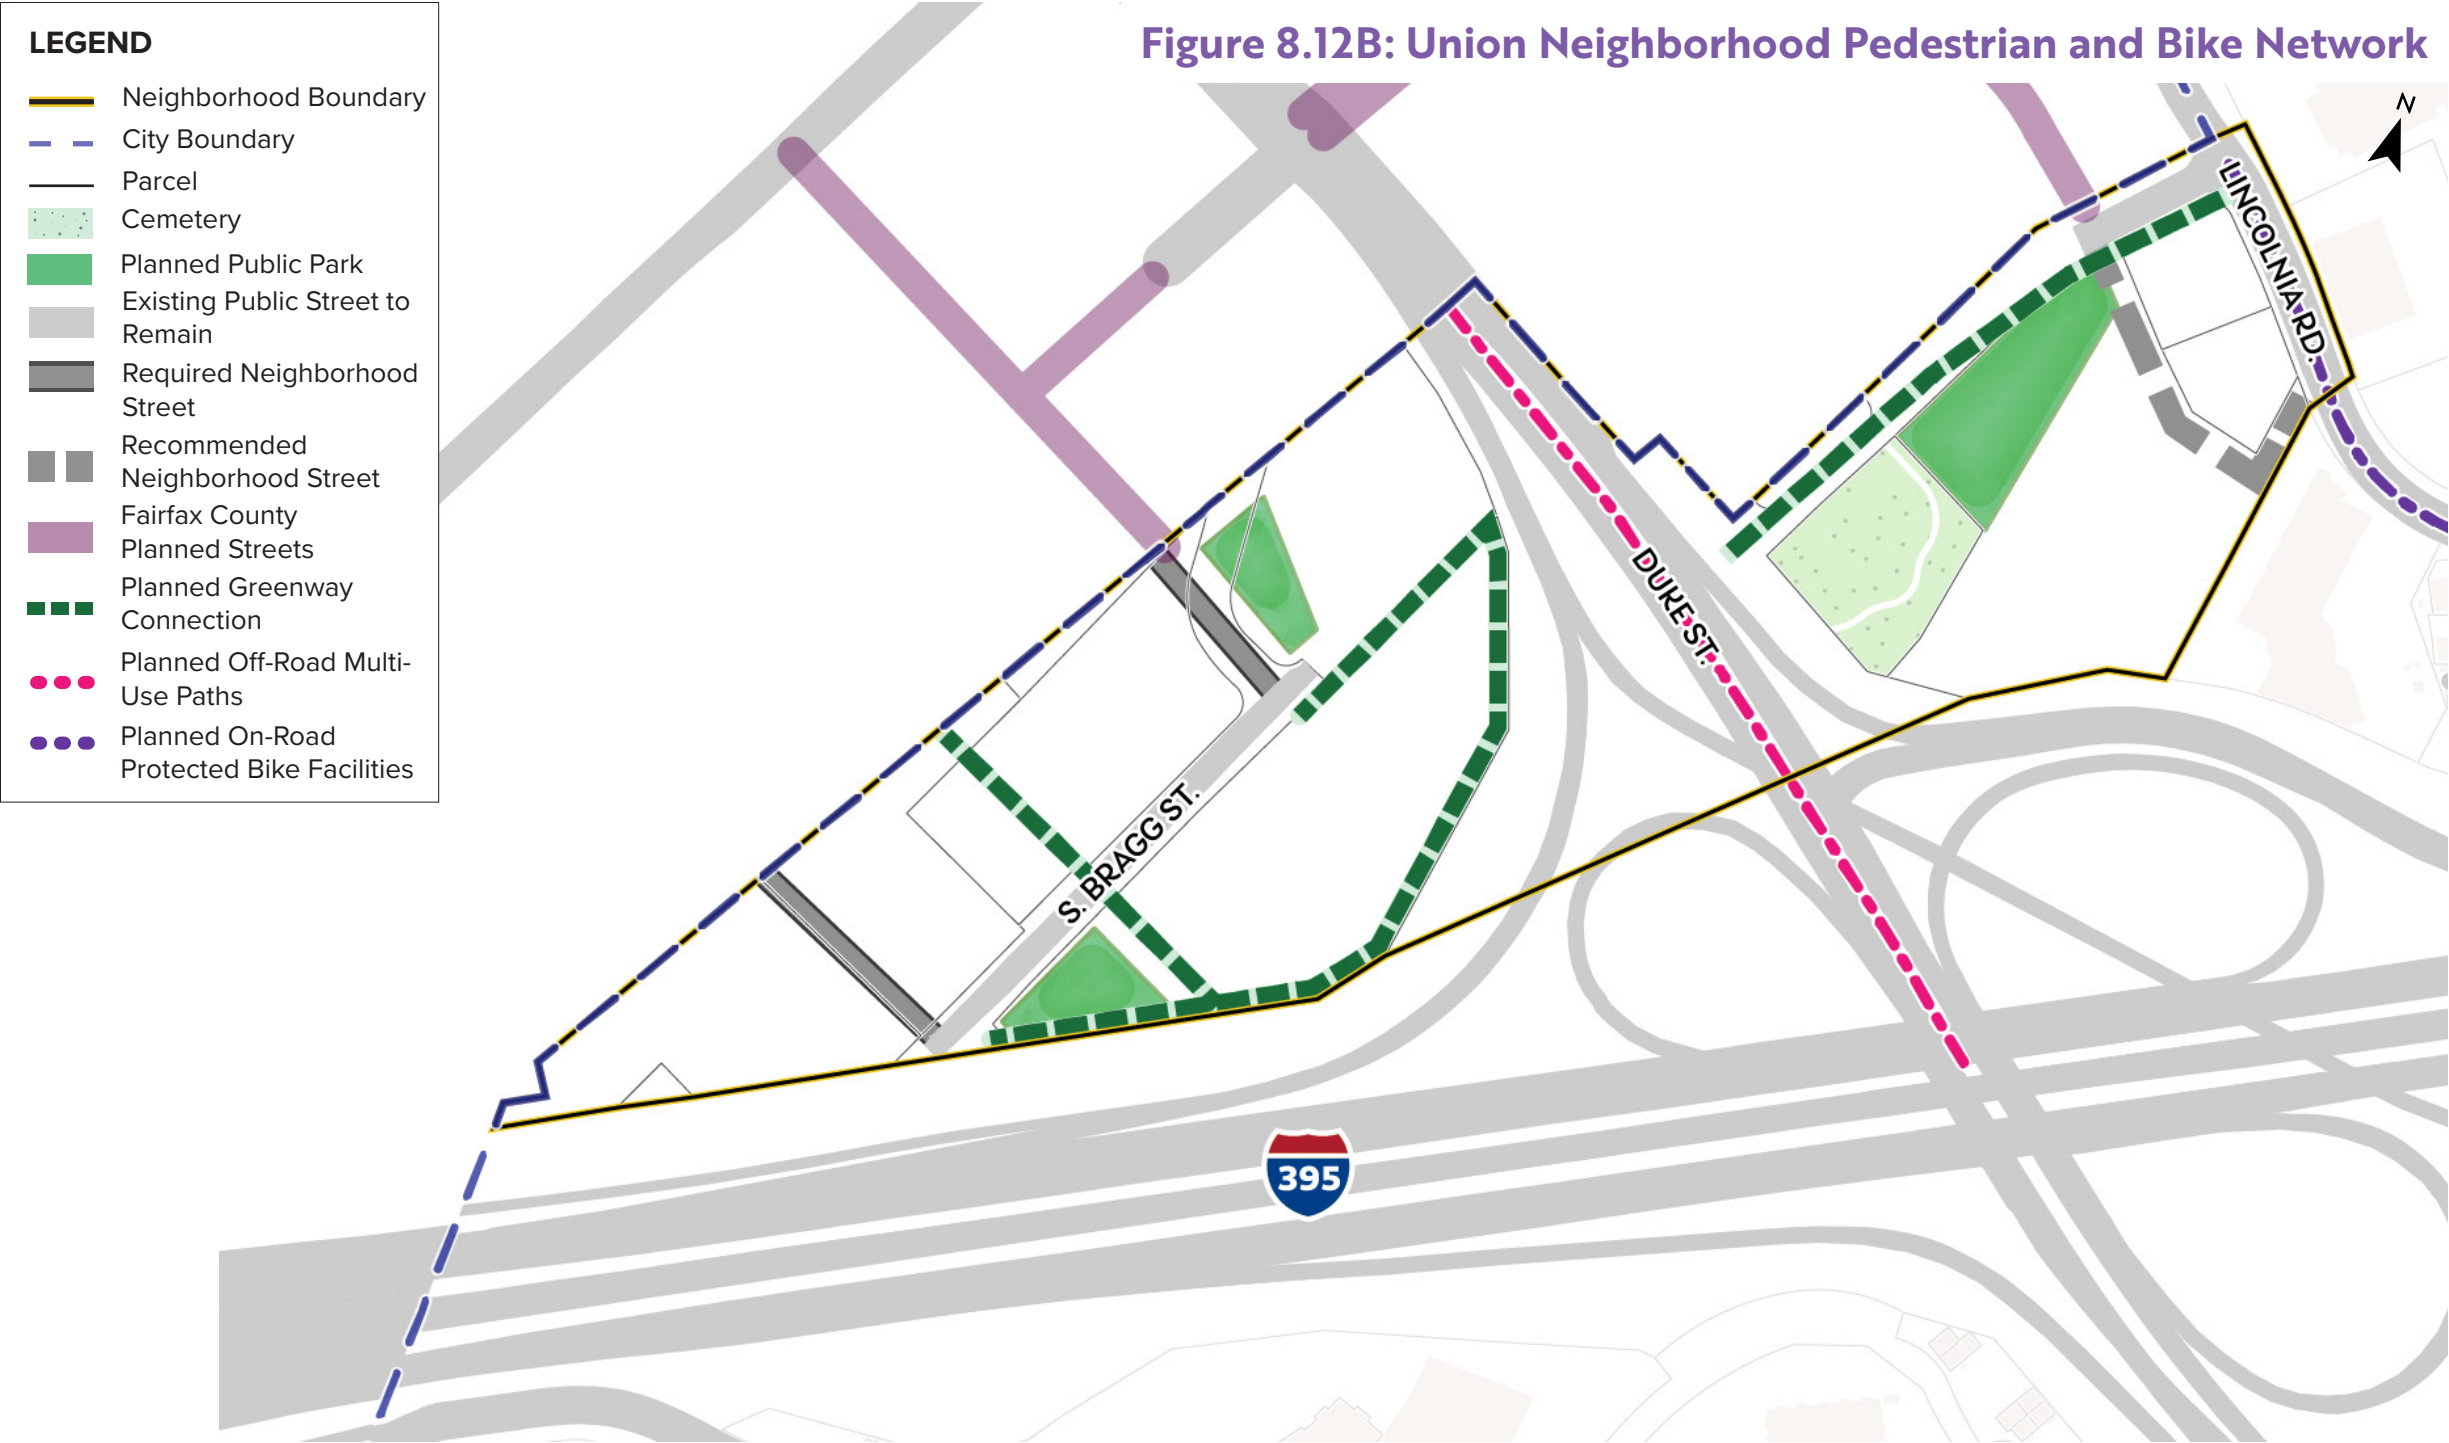 Figure 8.12B: Union Neighborhood Pedestrian and Bike Network
LEGEND
Neighborhood Boundary
City Boundary
Parcel
Cemetery
Planned Public Park
Existing Public Street to
Remain
Required Neighborhood
Street
Recommended
Neighborhood Street
Fairfax County
Planned Streets
Planned Greenway
Connection
Planned Off-Road Multi-
Use Paths
Planned On-Road
Protected Bike Facilities
N
LINCOLNIA RD.
DUKE ST.
S. BRAGG ST.
395